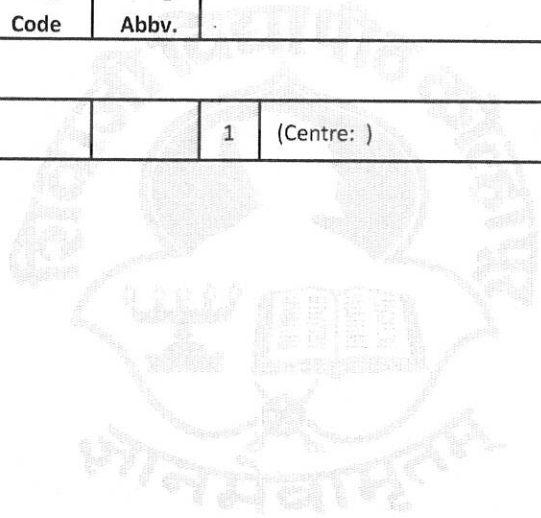 Code Abbv.
1 (Centre: )
शिवाजी विद्यापीठ कोल्हापूर
ज्ञानमेवामृतम्